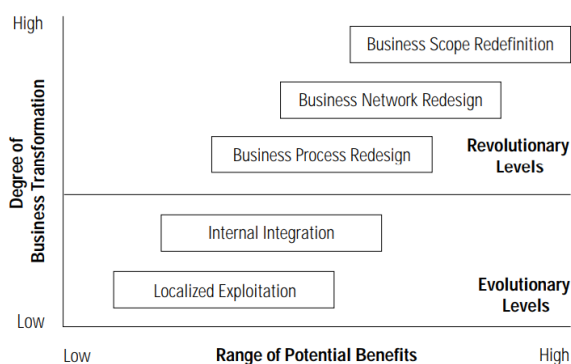 High
Business Scope Redefinition
Business Network Redesign
Business Process Redesign
Revolutionary
Levels
Degree of
Business Transformation
Internal Integration
Localized Exploitation
Evolutionary
Levels
Low
Low
Range of Potential Benefits
High